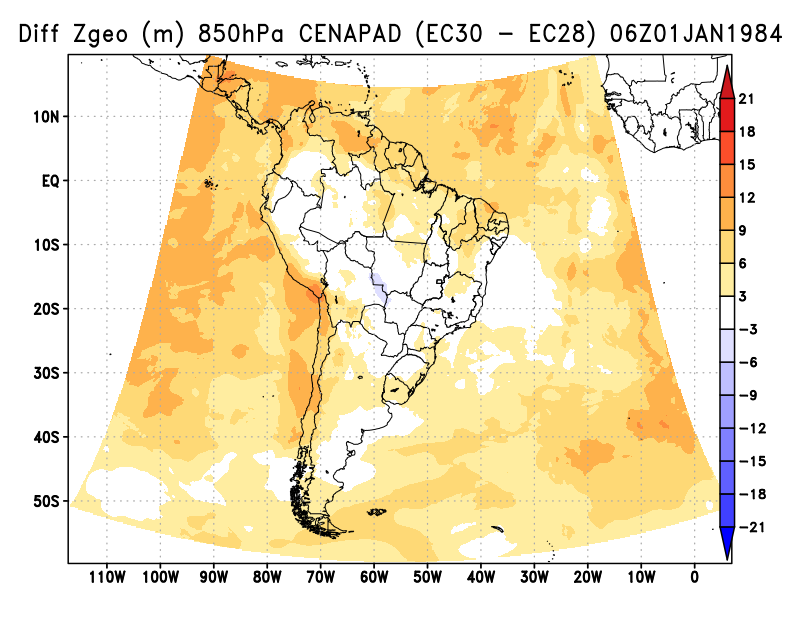 Diff Zgeo (m) 850hPa CENAPAD (EC30 − EC28) 06Z01JAN1984
10N
EQ
10S
20S
30S
40S
50S
110W 100W 90W 80W 70W 60W 50W 40W 30W 20W 10W 0
21
18
15
12
9
6
3
−3
−6
−9
−12
−15
−18
−21